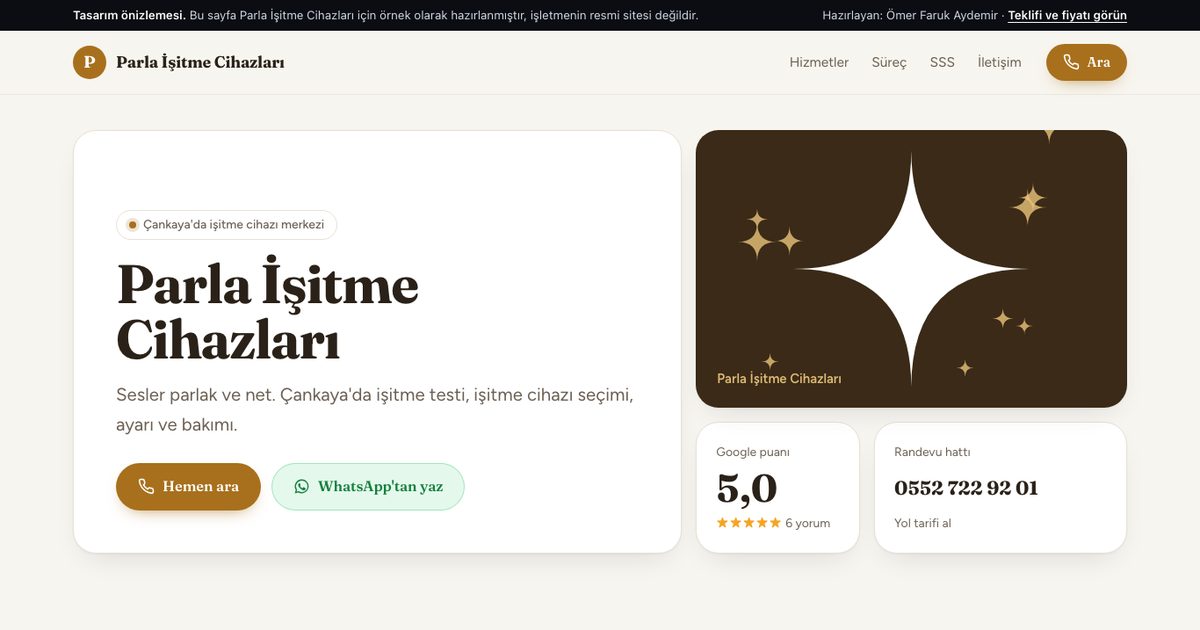 Tasarım önizlemesi. Bu sayfa Parla İşitme Cihazları için örnek olarak hazırlanmıştır, işletmenin resmi sitesi değildir.
Hazırlayan: Ömer Faruk Aydemir · Teklifi ve fiyatı görün
P Parla İşitme Cihazları
Hizmetler Süreç SSS İletişim Ara
Çankaya'da işitme cihazı merkezi
Parla İşitme
Cihazları
Sesler parlak ve net. Çankaya'da işitme testi, işitme cihazı seçimi,
ayarı ve bakımı.
Hemen ara WhatsApp'tan yaz
Parla İşitme Cihazları
Google puanı
5,0
6 yorum
Randevu hattı
0552 722 92 01
Yol tarifi al